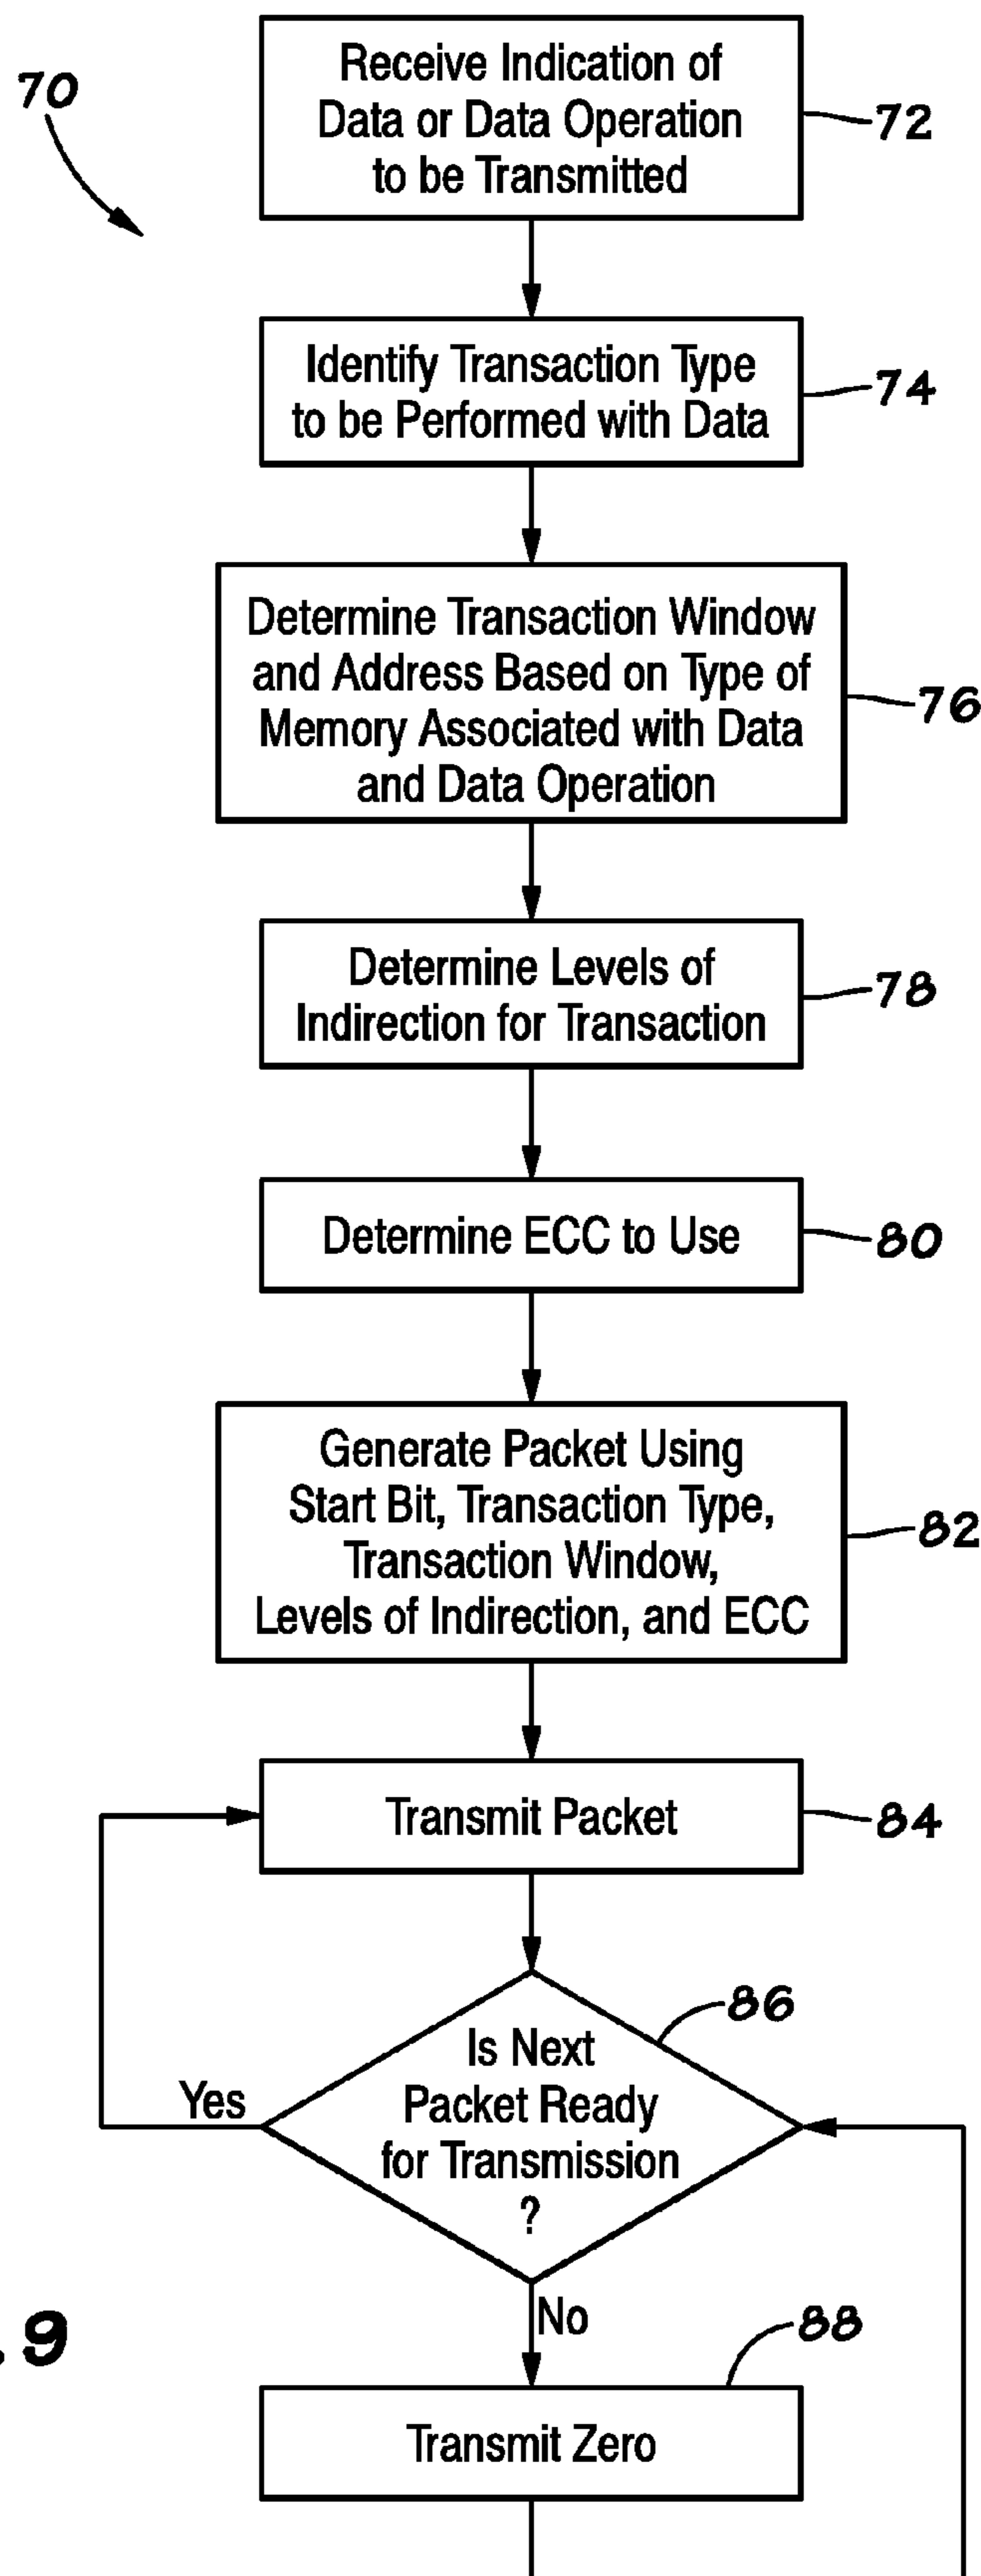 70
Receive Indication of
Data or Data Operation
to be Transmitted
72
Identify Transaction Type
to be Performed with Data
74
Determine Transaction Window
and Address Based on Type of
Memory Associated with Data
and Data Operation
76
Determine Levels of
Indirection for Transaction
78
Determine ECC to Use
80
Generate Packet Using
Start Bit, Transaction Type,
Transaction Window,
Levels of Indirection, and ECC
82
Transmit Packet
84
86
Is Next
Packet Ready
for Transmission
?
Yes
No
. 9
88
Transmit Zero